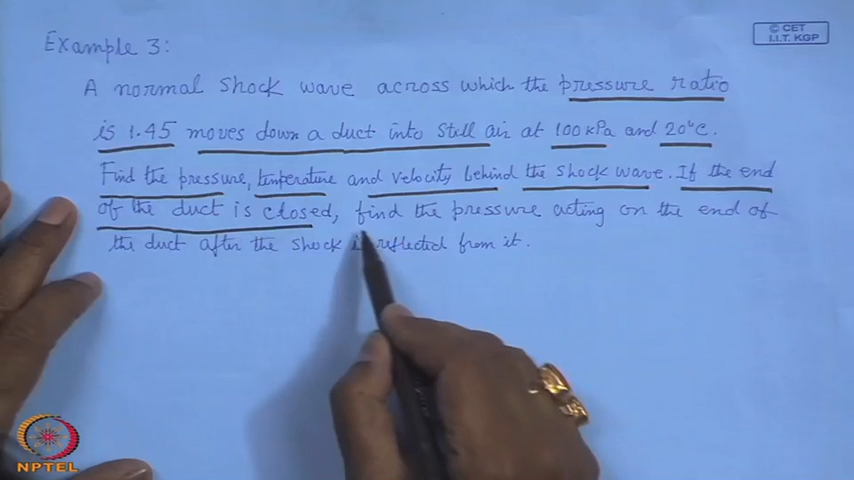 Example 3:
© CET
I.I.T. KGP
A normal shock wave across which the pressure ratio
is 1.45 moves down a duct into still air at 100 kPa and 20°C.
Find the pressure, temperature and velocity behind the shock wave. If the end
of the duct is closed, find the pressure acting on the end of
the duct after the shock is reflected from it.
NPTEL